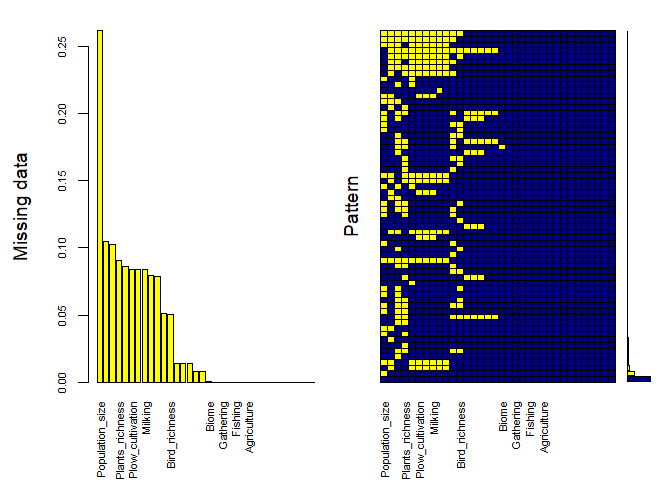 Missing data
0.25
0.20
0.15
0.10
0.05
0.00
Population_size
Plants_richness
Plow_cultivation
Milking
Bird_richness
Biome
Gathering
Fishing
Agriculture
Pattern
Population_size
Plants_richness
Plow_cultivation
Milking
Bird_richness
Biome
Gathering
Fishing
Agriculture